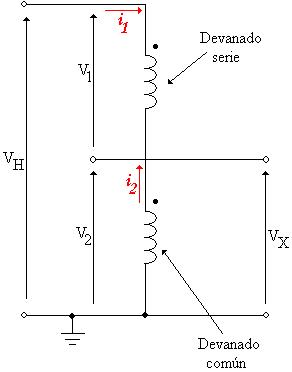 i1
Devanado
serie
V1
VH
i2
V2
VX
Devanado
común